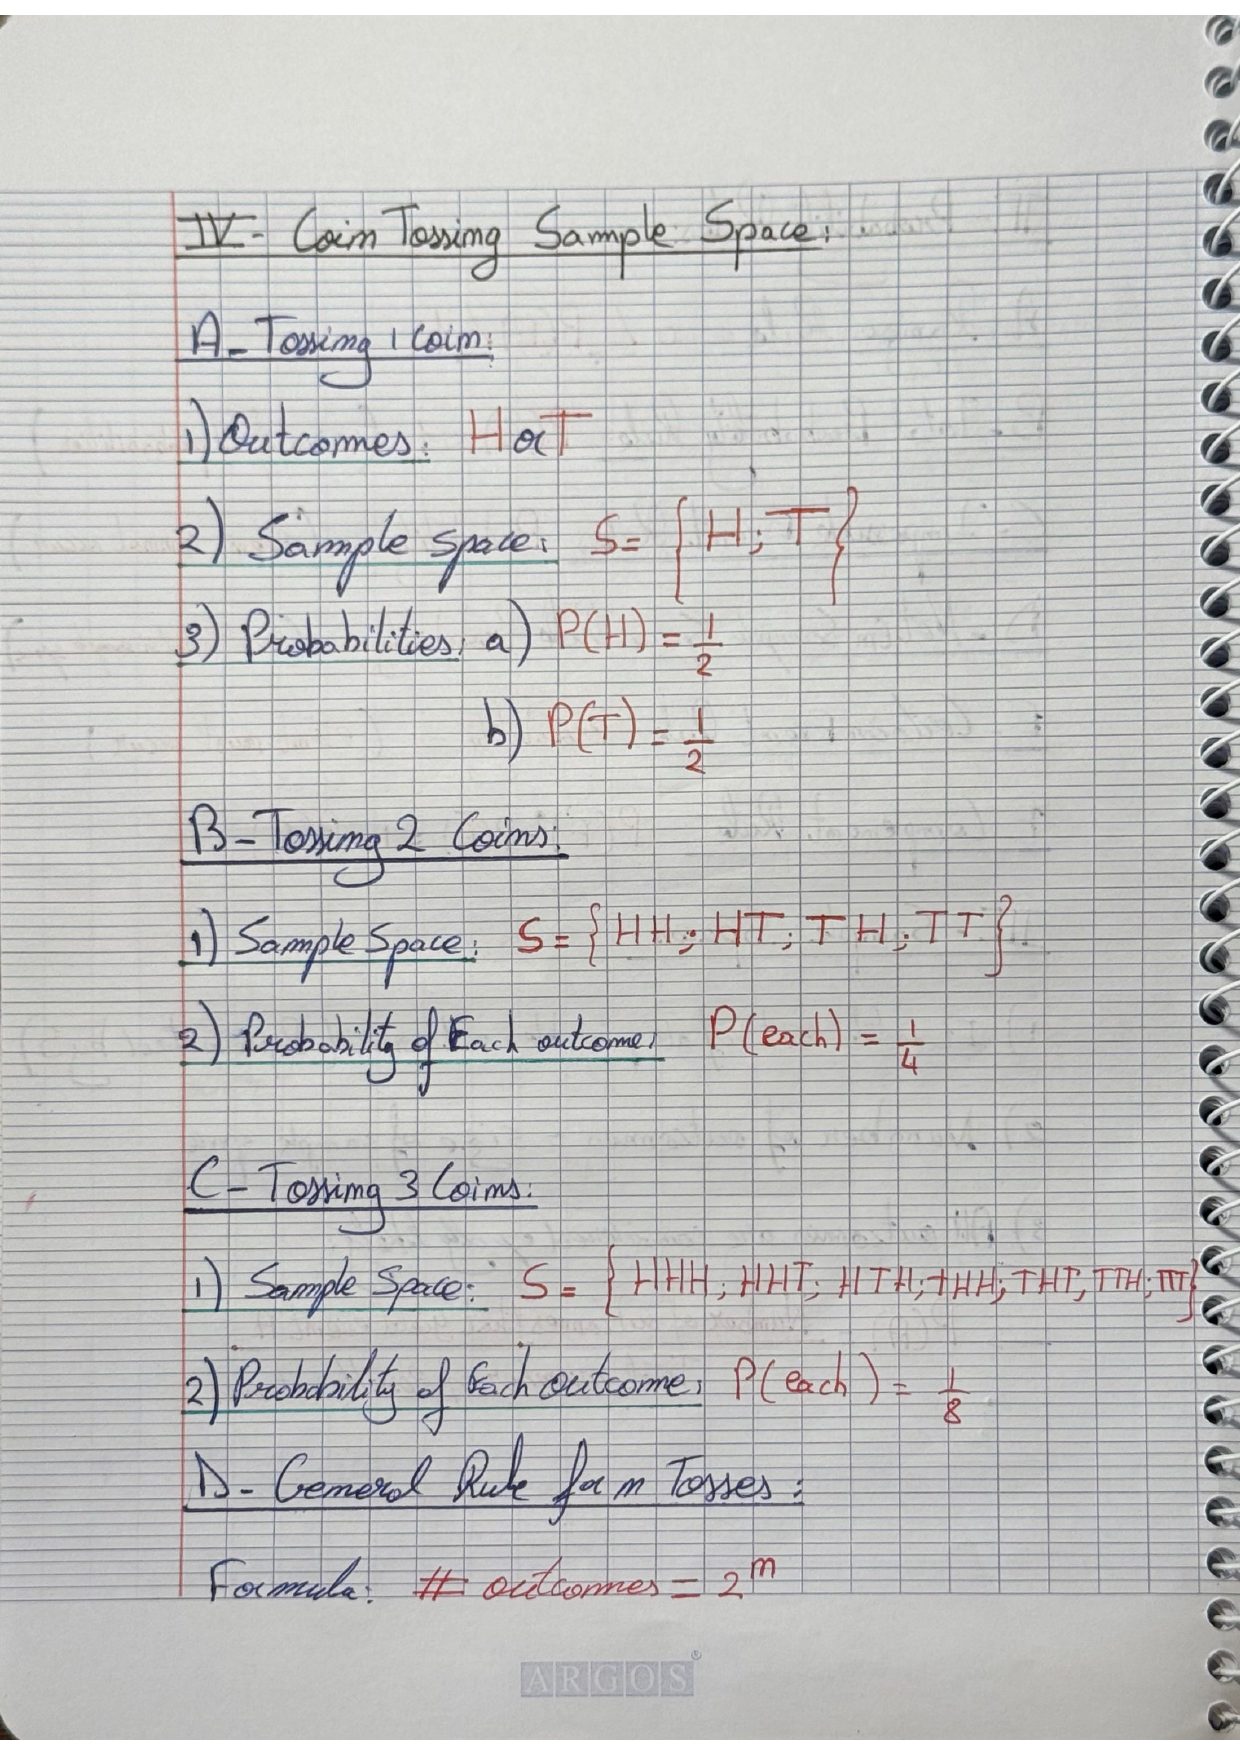 IV- Coin Tossing Sample Space:
A- Tossing 1 Coin:
1) Outcomes: H or T
2) Sample space: S = {H; T}
3) Probabilities: a) P(H) = 1/2
b) P(T) = 1/2
B- Tossing 2 Coins:
1) Sample Space: S = {HH; HT; TH; TT}
2) Probability of Each outcome: P(each) = 1/4
C- Tossing 3 Coins:
1) Sample Space: S = {HHH; HHT; HTH; THH; THT; TTH; TTT}
2) Probability of Each outcome: P(each) = 1/8
D- General Rule for n Tosses:
Formula: # outcomes = 2^n
ARGOS®